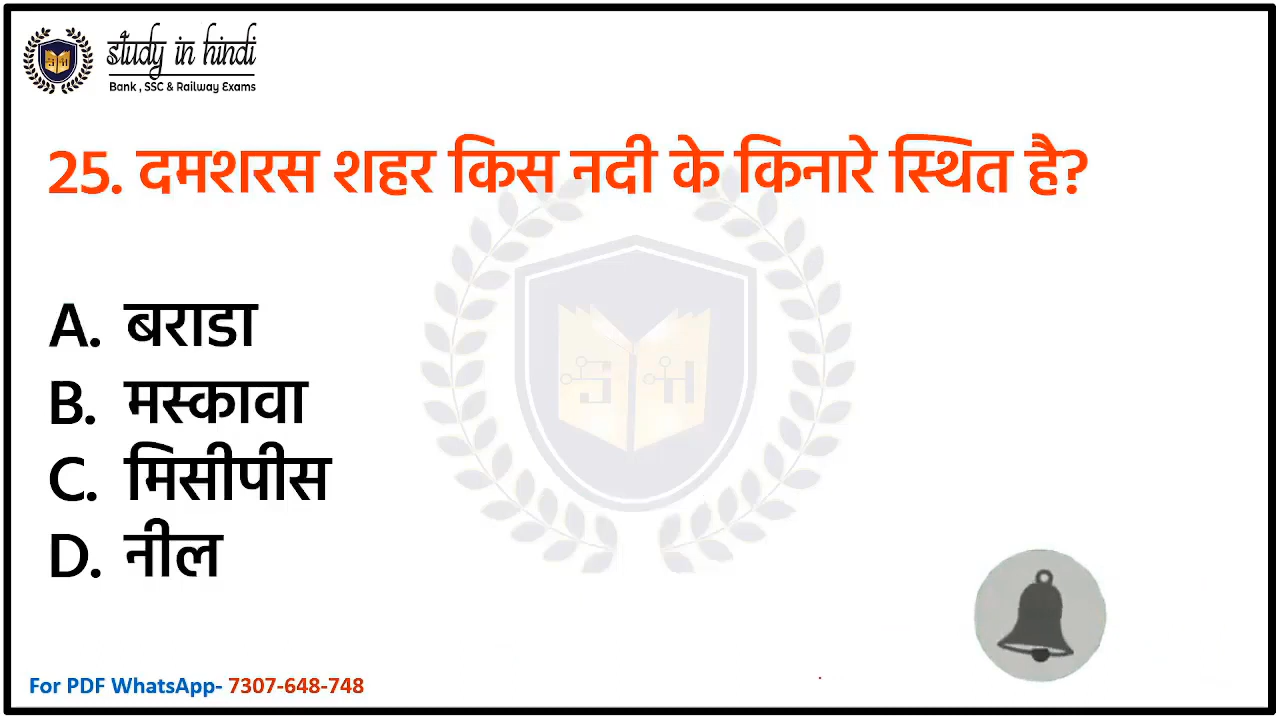 Study in hindi
Bank , SSC & Railway Exams
25. दमशरस शहर किस नदी के किनारे स्थित है?
A. बराडा
B. मस्कावा
C. मिसीपीस
D. नील
For PDF WhatsApp- 7307-648-748